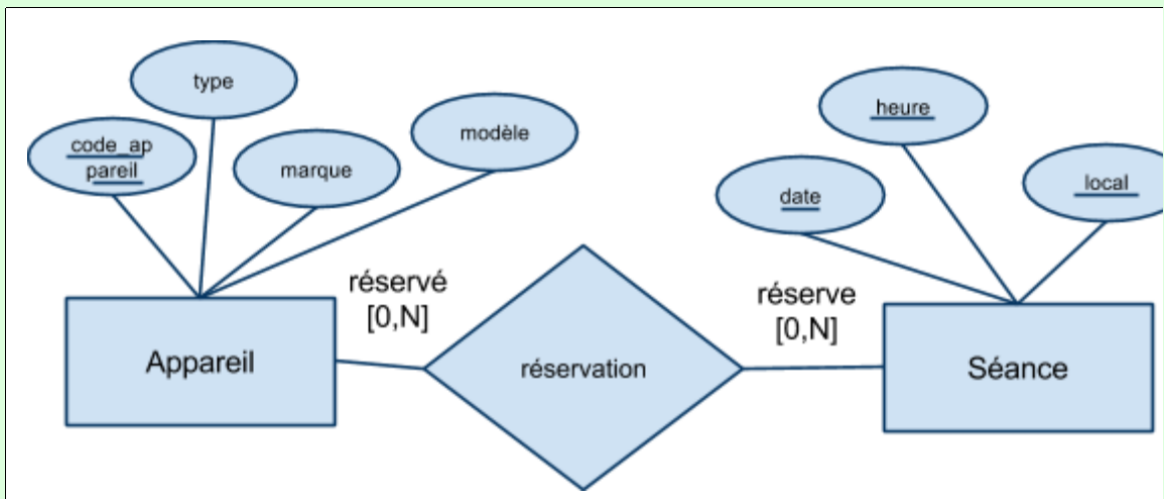 type
heure
modèle
code_ap
pareil
marque
local
date
réservé
[0,N]
réserve
[0,N]
Appareil
réservation
Séance